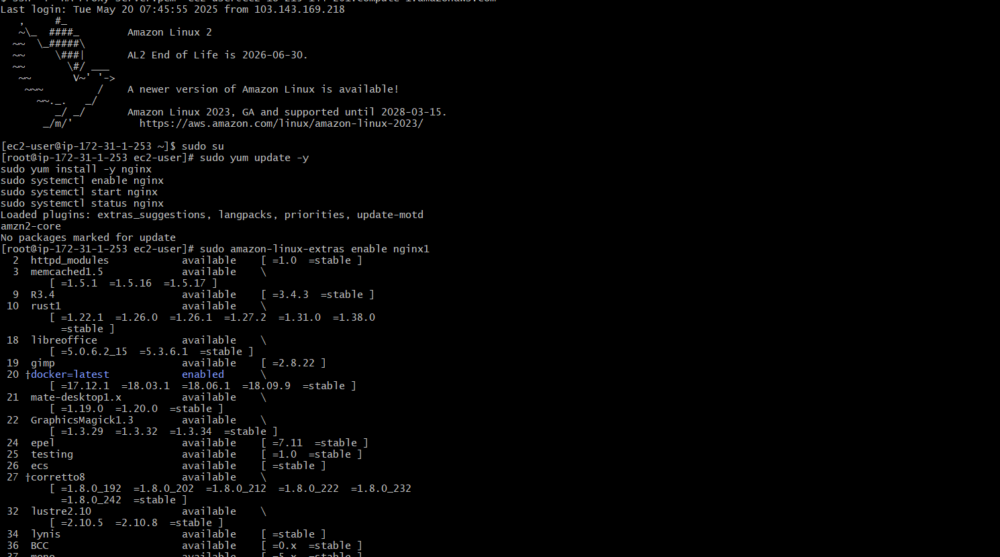 Last login: Tue May 20 07:45:55 2025 from 103.143.169.218
   ,     #_
   ~\_  ####_        Amazon Linux 2
  ~~  \_#####\
  ~~     \###|       AL2 End of Life is 2026-06-30.
  ~~       \#/ ___
   ~~       V~' '->
    ~~~         /    A newer version of Amazon Linux is available!
      ~~._.   _/
         _/ _/       Amazon Linux 2023, GA and supported until 2028-03-15.
       _/m/'           https://aws.amazon.com/linux/amazon-linux-2023/
[ec2-user@ip-172-31-1-253 ~]$ sudo su
[root@ip-172-31-1-253 ec2-user]# sudo yum update -y
sudo yum install -y nginx
sudo systemctl enable nginx
sudo systemctl start nginx
sudo systemctl status nginx
Loaded plugins: extras_suggestions, langpacks, priorities, update-motd
amzn2-core
No packages marked for update
[root@ip-172-31-1-253 ec2-user]# sudo amazon-linux-extras enable nginx1
  2  httpd_modules            available    [ =1.0  =stable ]
  3  memcached1.5             available    \
        [ =1.5.1  =1.5.16  =1.5.17 ]
  9  R3.4                     available    [ =3.4.3  =stable ]
 10  rust1                    available    \
        [ =1.22.1  =1.26.0  =1.26.1  =1.27.2  =1.31.0  =1.38.0
          =stable ]
 18  libreoffice              available    \
        [ =5.0.6.2_15  =5.3.6.1  =stable ]
 19  gimp                     available    [ =2.8.22 ]
 20 †docker=latest            enabled      \
        [ =17.12.1  =18.03.1  =18.06.1  =18.09.9  =stable ]
 21  mate-desktop1.x          available    \
        [ =1.19.0  =1.20.0  =stable ]
 22  GraphicsMagick1.3        available    \
        [ =1.3.29  =1.3.32  =1.3.34  =stable ]
 24  epel                     available    [ =7.11  =stable ]
 25  testing                  available    [ =1.0  =stable ]
 26  ecs                      available    [ =stable ]
 27 †corretto8                available    \
        [ =1.8.0_192  =1.8.0_202  =1.8.0_212  =1.8.0_222  =1.8.0_232
          =1.8.0_242  =stable ]
 32  lustre2.10               available    \
        [ =2.10.5  =2.10.8  =stable ]
 34  lynis                    available    [ =stable ]
 36  BCC                      available    [ =0.x  =stable ]
 37  mono                     available    [ =5.x  =stable ]